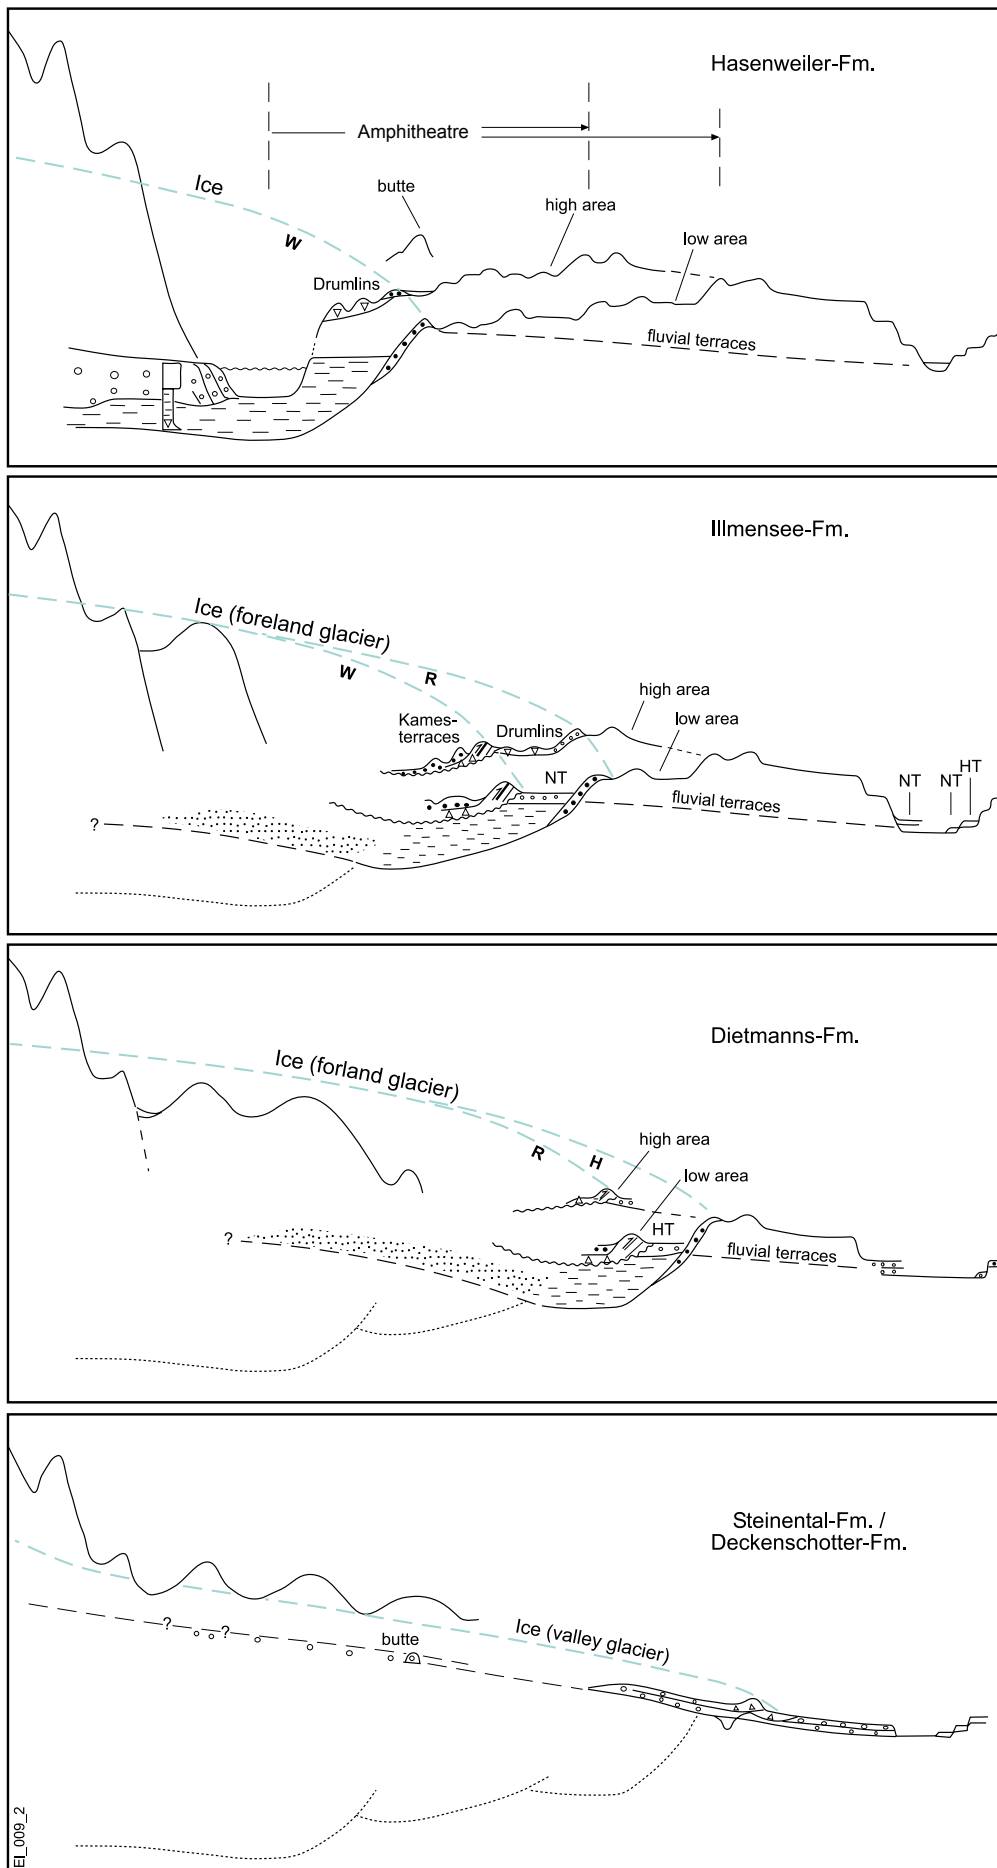 Hasenweiler-Fm.
Amphitheatre
Ice
butte
high area
W
low area
Drumlins
fluvial terraces
Illmensee-Fm.
Ice (foreland glacier)
W
R
high area
Kames-
terraces
Drumlins
low area
NT
NT
NT
HT
fluvial terraces
?
Dietmanns-Fm.
Ice (forland glacier)
R
H
high area
low area
HT
?
fluvial terraces
Steinental-Fm. /
Deckenschotter-Fm.
?
?
butte
Ice (valley glacier)
EI_009_2